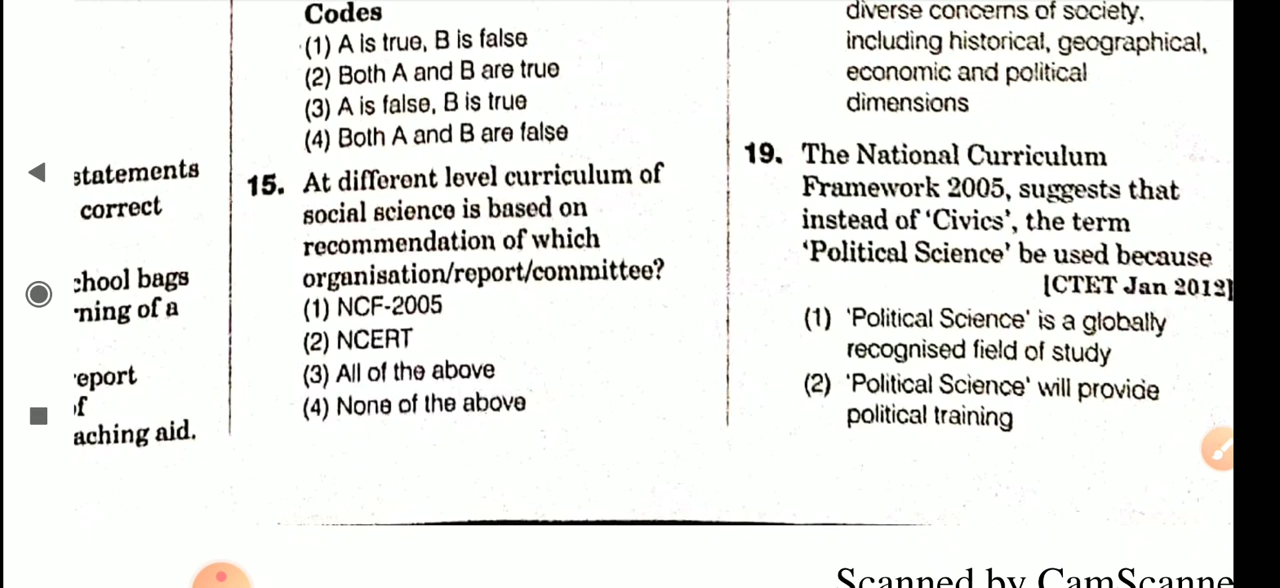 statements
correct
chool bags
ning of a
eport
f
aching aid.
Codes
(1) A is true, B is false
(2) Both A and B are true
(3) A is false, B is true
(4) Both A and B are false
15. At different level curriculum of
social science is based on
recommendation of which
organisation/report/committee?
(1) NCF-2005
(2) NCERT
(3) All of the above
(4) None of the above
diverse concerns of society,
including historical, geographical,
economic and political
dimensions
19. The National Curriculum
Framework 2005, suggests that
instead of ‘Civics’, the term
‘Political Science’ be used because
[CTET Jan 2012]
(1) ‘Political Science’ is a globally
recognised field of study
(2) ‘Political Science’ will provide
political training
Scanned by CamScanne